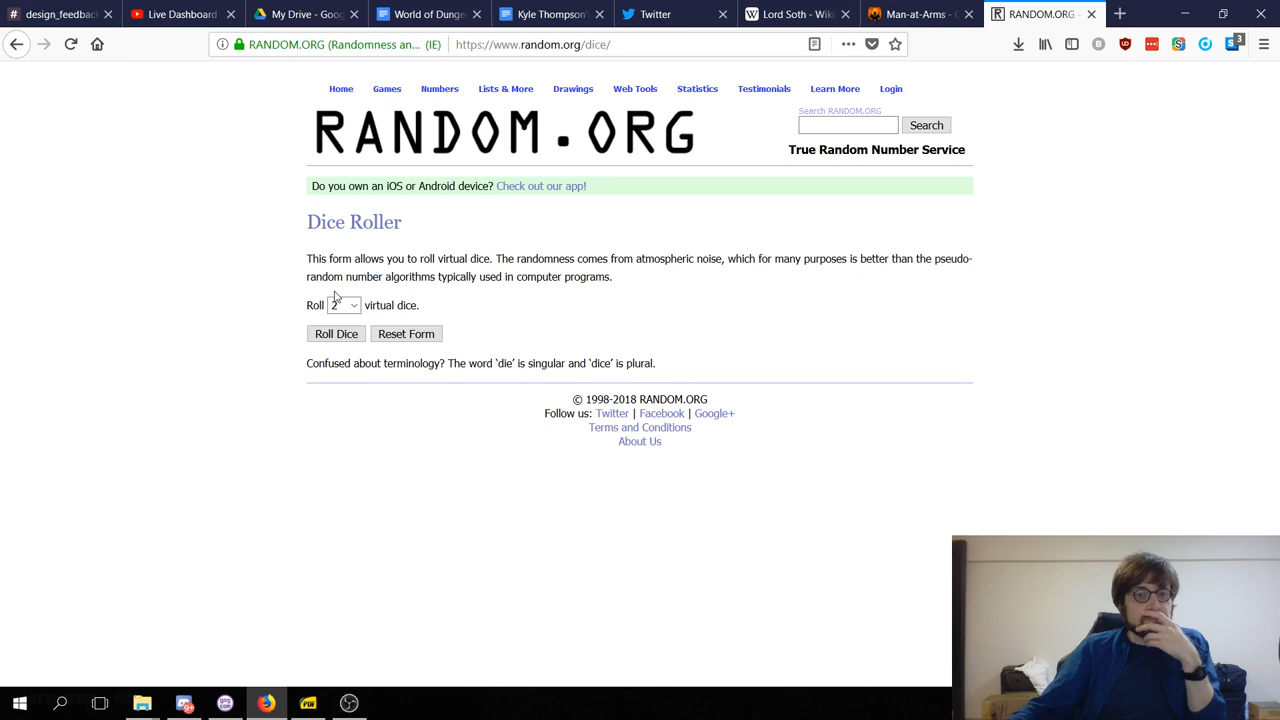 design_feedback
Live Dashboard
My Drive - Goog
World of Dunge
Kyle Thompson's
Twitter
Lord Soth - Wiki
Man-at-Arms - C
RANDOM.ORG -
RANDOM.ORG (Randomness an... (IE)
https://www.random.org/dice/
3
Home Games Numbers Lists & More Drawings Web Tools Statistics Testimonials Learn More Login
RANDOM.ORG
Search RANDOM.ORG
Search
True Random Number Service
Do you own an iOS or Android device? Check out our app!
Dice Roller
This form allows you to roll virtual dice. The randomness comes from atmospheric noise, which for many purposes is better than the pseudo-
random number algorithms typically used in computer programs.
Roll 2 virtual dice.
Roll Dice Reset Form
Confused about terminology? The word ‘die’ is singular and ‘dice’ is plural.
© 1998-2018 RANDOM.ORG
Follow us: Twitter | Facebook | Google+
Terms and Conditions
About Us
PDF